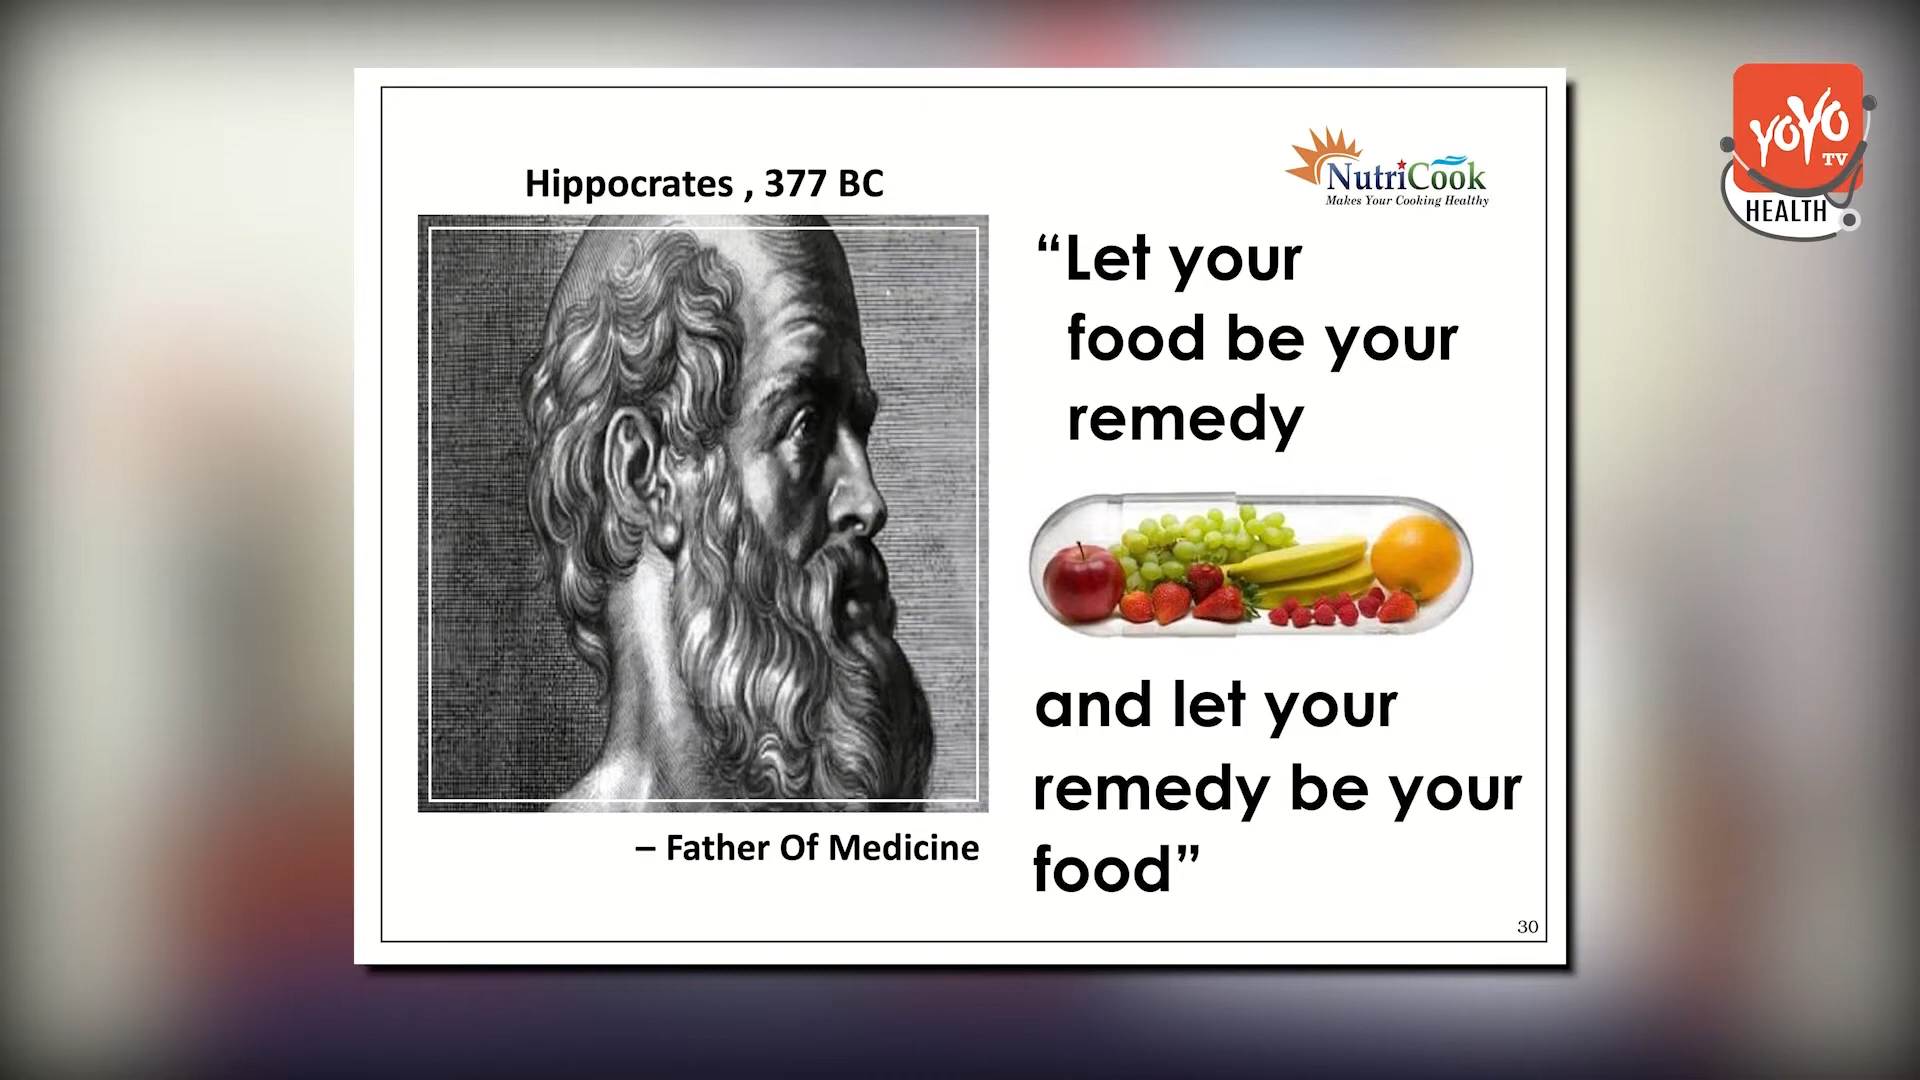 Hippocrates , 377 BC
– Father Of Medicine
NutriCook
Makes Your Cooking Healthy
“Let your
food be your
remedy
and let your
remedy be your
food”
30
YOYO
TV
HEALTH